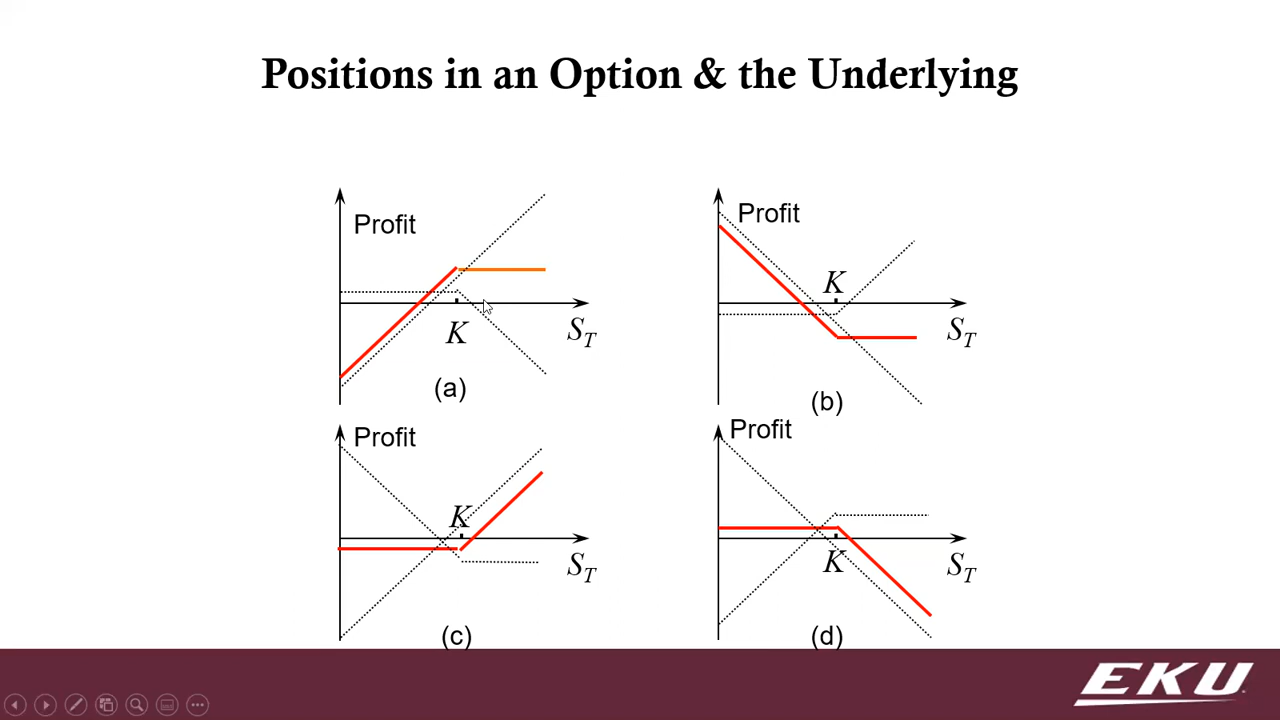 Positions in an Option & the Underlying
Profit
K
S_T
(a)
Profit
K
S_T
(b)
Profit
K
S_T
(c)
Profit
K
S_T
(d)
EKU